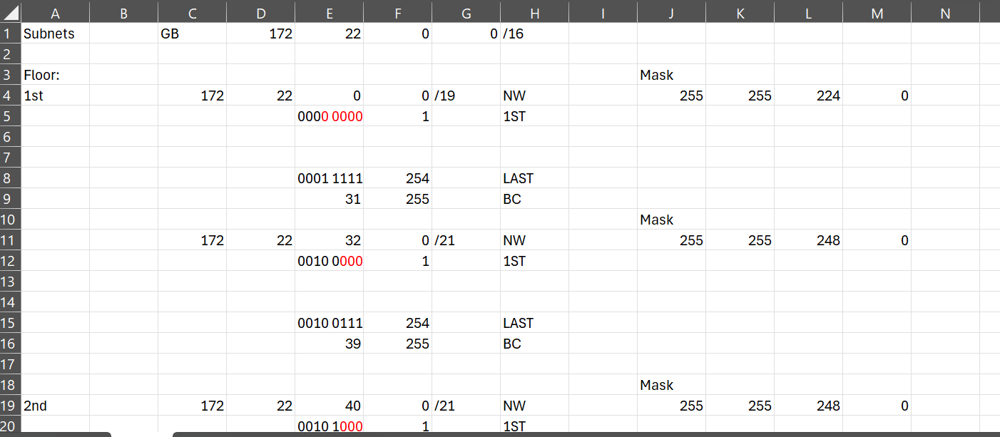 A B C D E F G H I J K L M N
1 Subnets GB 172 22 0 0 /16
2
3 Floor: Mask
4 1st 172 22 0 0 /19 NW 255 255 224 0
5 0000 0000 1 1ST
6
7
8 0001 1111 254 LAST
9 31 255 BC
10 Mask
11 172 22 32 0 /21 NW 255 255 248 0
12 0010 0000 1 1ST
13
14
15 0010 0111 254 LAST
16 39 255 BC
17
18 Mask
19 2nd 172 22 40 0 /21 NW 255 255 248 0
20 0010 1000 1 1ST